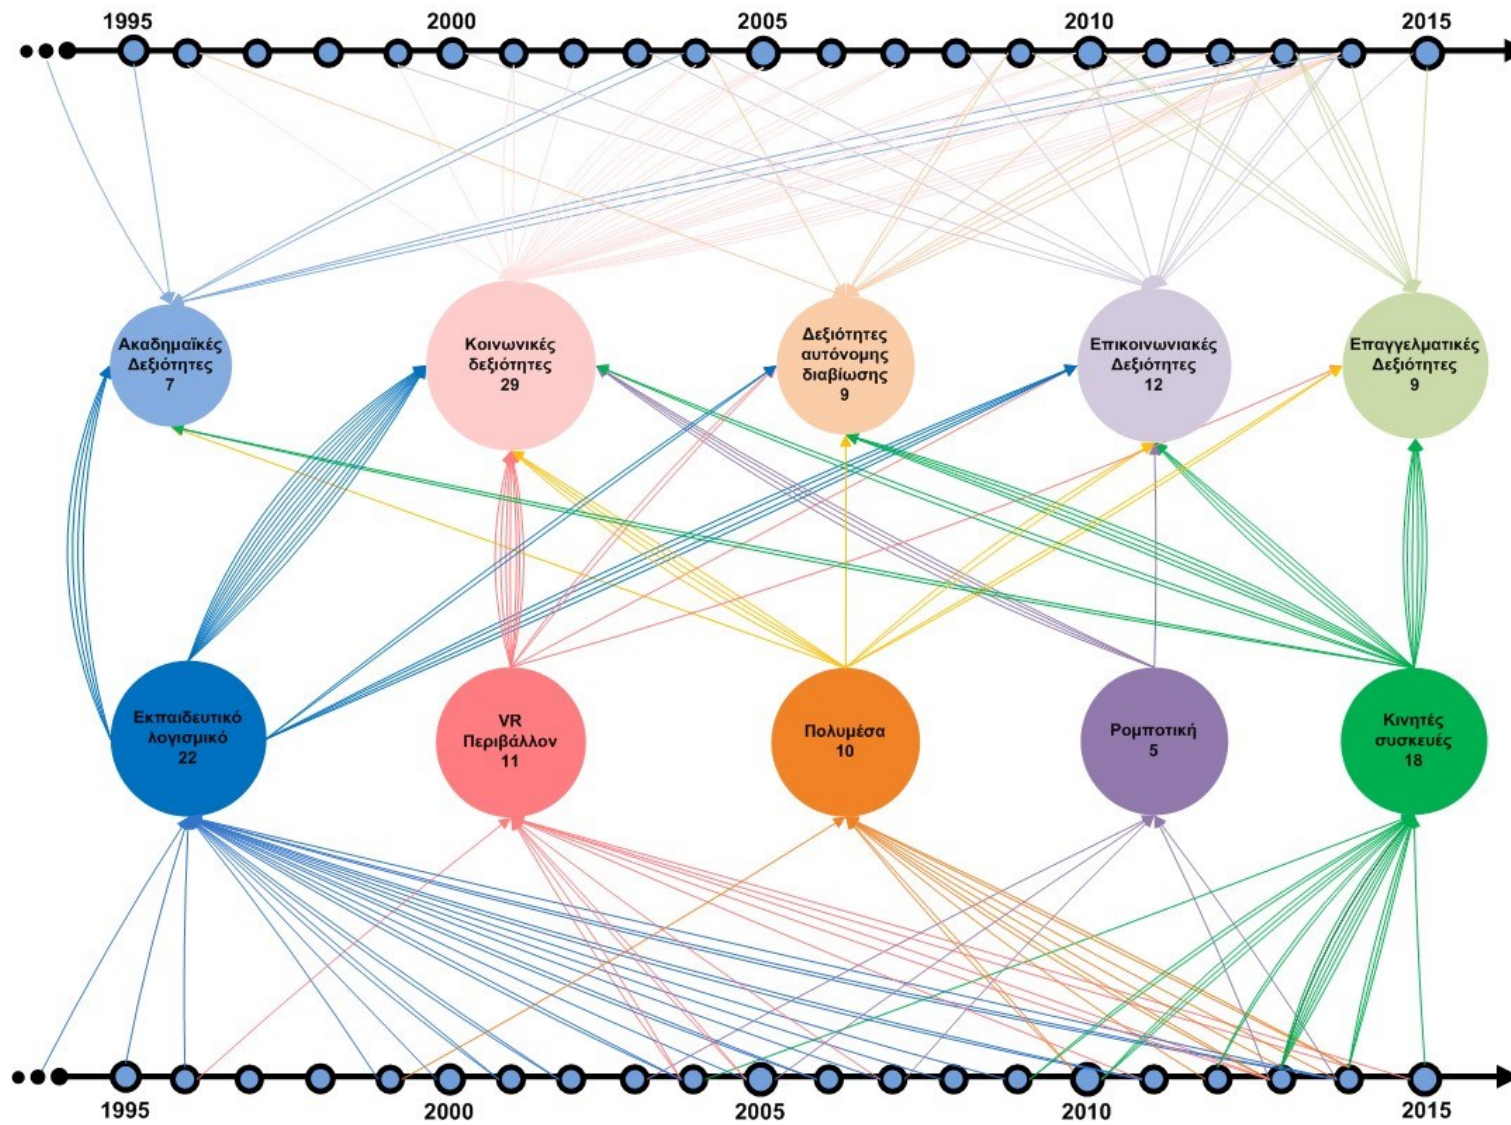 1995
2000
2005
2010
2015
Ακαδημαϊκές
Δεξιότητες
7
Κοινωνικές
δεξιότητες
29
Δεξιότητες
αυτόνομης
διαβίωσης
9
Επικοινωνιακές
Δεξιότητες
12
Επαγγελματικές
Δεξιότητες
9
Εκπαιδευτικό
λογισμικό
22
VR
Περιβάλλον
11
Πολυμέσα
10
Ρομποτική
5
Κινητές
συσκευές
18
1995
2000
2005
2010
2015